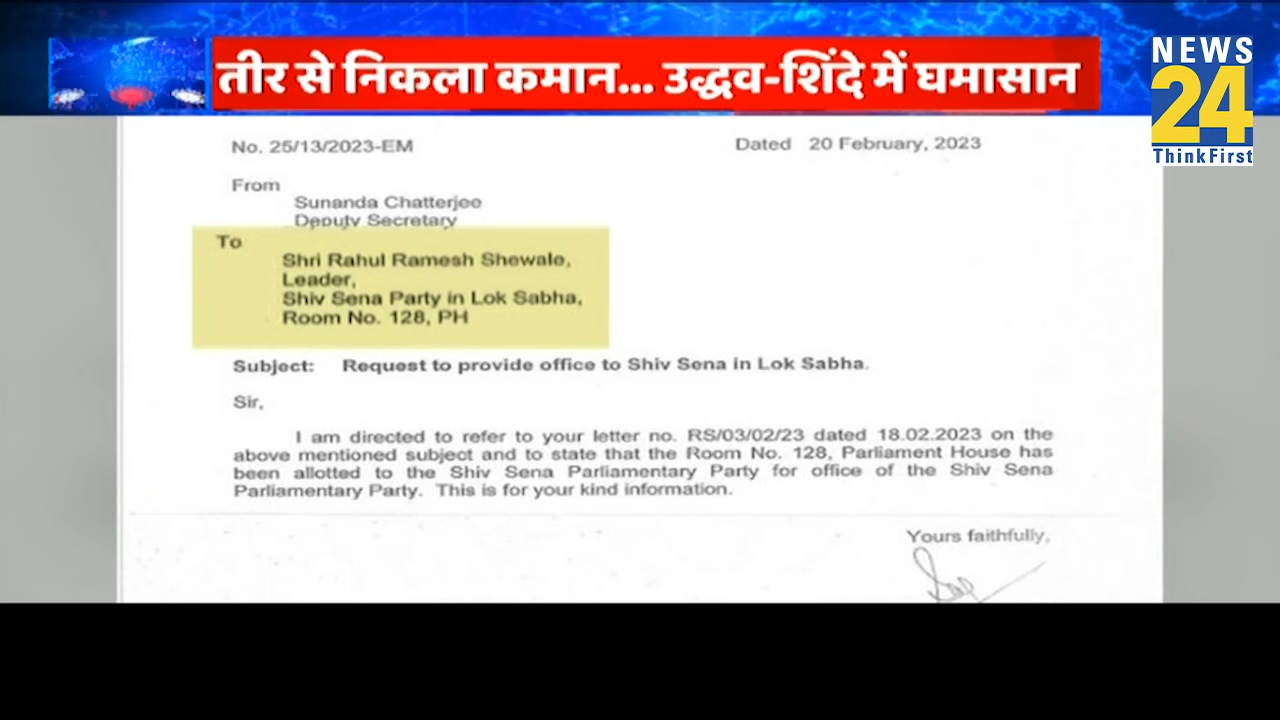 तीर से निकला कमान... उद्धव-शिंदे में घमासान
NEWS
24
ThinkFirst
No. 25/13/2023-EM
Dated 20 February, 2023
From
Sunanda Chatterjee
Deputy Secretary
To
Shri Rahul Ramesh Shewale,
Leader,
Shiv Sena Party in Lok Sabha,
Room No. 128, PH
Subject: Request to provide office to Shiv Sena in Lok Sabha.
Sir,
I am directed to refer to your letter no. RS/03/02/23 dated 18.02.2023 on the
above mentioned subject and to state that the Room No. 128, Parliament House has
been allotted to the Shiv Sena Parliamentary Party for office of the Shiv Sena
Parliamentary Party. This is for your kind information.
Yours faithfully,